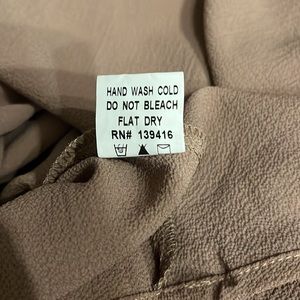 HAND WASH COLD
DO NOT BLEACH
FLAT DRY
RN# 139416